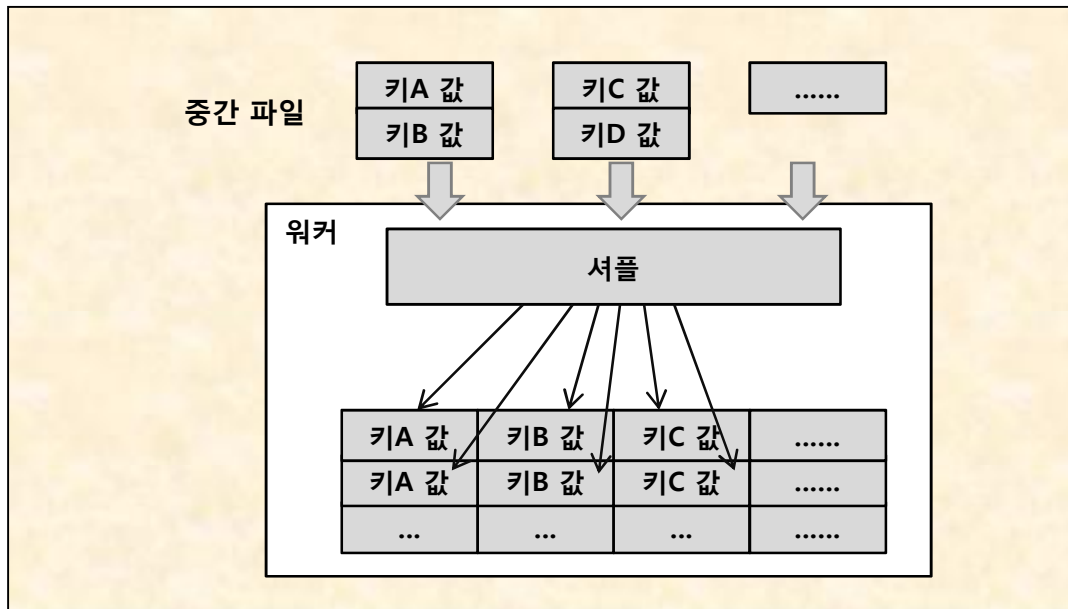 키A 값 키C 값 ......
중간 파일
키B 값 키D 값
워커
셔플
키A 값 키B 값 키C 값 ......
키A 값 키B 값 키C 값 ......
... ... ... ......